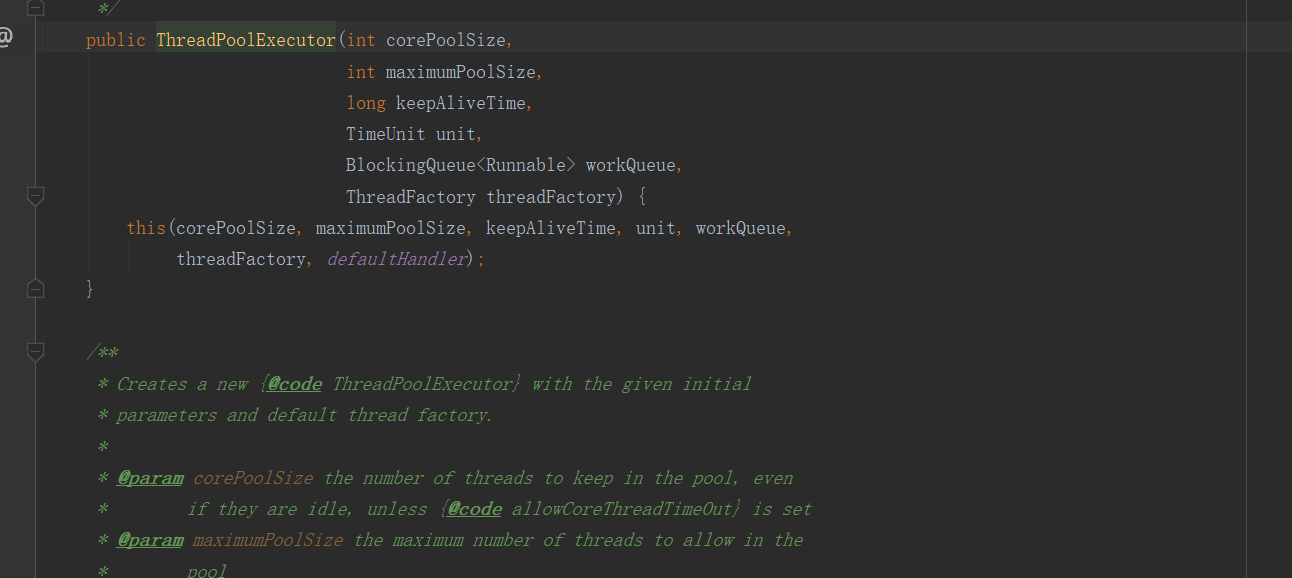 */
@
public ThreadPoolExecutor(int corePoolSize,
int maximumPoolSize,
long keepAliveTime,
TimeUnit unit,
BlockingQueue<Runnable> workQueue,
ThreadFactory threadFactory) {
this(corePoolSize, maximumPoolSize, keepAliveTime, unit, workQueue,
threadFactory, defaultHandler);
}
/**
* Creates a new {@code ThreadPoolExecutor} with the given initial
* parameters and default thread factory.
*
* @param corePoolSize the number of threads to keep in the pool, even
* if they are idle, unless {@code allowCoreThreadTimeOut} is set
* @param maximumPoolSize the maximum number of threads to allow in the
* pool